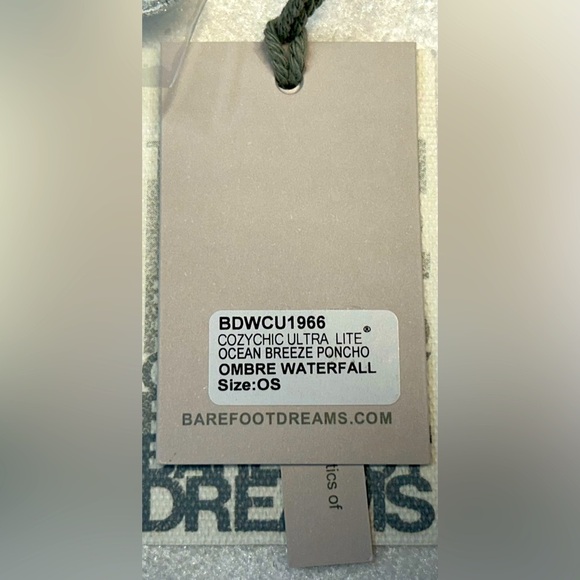 BDWCU1966
COZYCHIC ULTRA LITE®
OCEAN BREEZE PONCHO
OMBRE WATERFALL
Size:OS
BAREFOOTDREAMS.COM
tics of
DREAMS